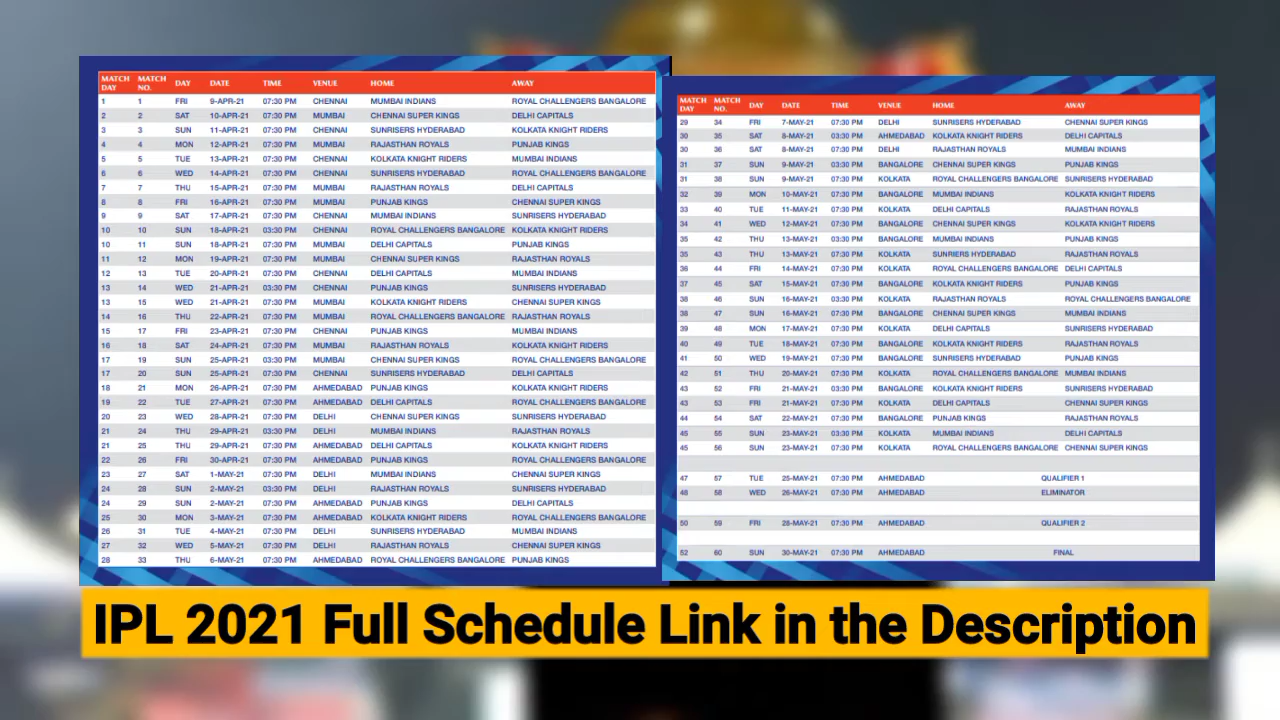 MATCH DAY MATCH NO. DAY DATE TIME VENUE HOME AWAY
1 1 FRI 9-APR-21 07:30 PM CHENNAI MUMBAI INDIANS ROYAL CHALLENGERS BANGALORE
2 2 SAT 10-APR-21 07:30 PM MUMBAI CHENNAI SUPER KINGS DELHI CAPITALS
3 3 SUN 11-APR-21 07:30 PM CHENNAI SUNRISERS HYDERABAD KOLKATA KNIGHT RIDERS
4 4 MON 12-APR-21 07:30 PM MUMBAI RAJASTHAN ROYALS PUNJAB KINGS
5 5 TUE 13-APR-21 07:30 PM CHENNAI KOLKATA KNIGHT RIDERS MUMBAI INDIANS
6 6 WED 14-APR-21 07:30 PM CHENNAI SUNRISERS HYDERABAD ROYAL CHALLENGERS BANGALORE
7 7 THU 15-APR-21 07:30 PM MUMBAI RAJASTHAN ROYALS DELHI CAPITALS
8 8 FRI 16-APR-21 07:30 PM MUMBAI PUNJAB KINGS CHENNAI SUPER KINGS
9 9 SAT 17-APR-21 07:30 PM CHENNAI MUMBAI INDIANS SUNRISERS HYDERABAD
10 10 SUN 18-APR-21 03:30 PM CHENNAI ROYAL CHALLENGERS BANGALORE KOLKATA KNIGHT RIDERS
10 11 SUN 18-APR-21 07:30 PM MUMBAI DELHI CAPITALS PUNJAB KINGS
11 12 MON 19-APR-21 07:30 PM MUMBAI CHENNAI SUPER KINGS RAJASTHAN ROYALS
12 13 TUE 20-APR-21 07:30 PM CHENNAI DELHI CAPITALS MUMBAI INDIANS
13 14 WED 21-APR-21 03:30 PM CHENNAI PUNJAB KINGS SUNRISERS HYDERABAD
13 15 WED 21-APR-21 07:30 PM MUMBAI KOLKATA KNIGHT RIDERS CHENNAI SUPER KINGS
14 16 THU 22-APR-21 07:30 PM MUMBAI ROYAL CHALLENGERS BANGALORE RAJASTHAN ROYALS
15 17 FRI 23-APR-21 07:30 PM CHENNAI PUNJAB KINGS MUMBAI INDIANS
16 18 SAT 24-APR-21 07:30 PM MUMBAI RAJASTHAN ROYALS KOLKATA KNIGHT RIDERS
17 19 SUN 25-APR-21 03:30 PM MUMBAI CHENNAI SUPER KINGS ROYAL CHALLENGERS BANGALORE
17 20 SUN 25-APR-21 07:30 PM CHENNAI SUNRISERS HYDERABAD DELHI CAPITALS
18 21 MON 26-APR-21 07:30 PM AHMEDABAD PUNJAB KINGS KOLKATA KNIGHT RIDERS
19 22 TUE 27-APR-21 07:30 PM AHMEDABAD DELHI CAPITALS ROYAL CHALLENGERS BANGALORE
20 23 WED 28-APR-21 07:30 PM DELHI CHENNAI SUPER KINGS SUNRISERS HYDERABAD
21 24 THU 29-APR-21 03:30 PM DELHI MUMBAI INDIANS RAJASTHAN ROYALS
21 25 THU 29-APR-21 07:30 PM AHMEDABAD DELHI CAPITALS KOLKATA KNIGHT RIDERS
22 26 FRI 30-APR-21 07:30 PM AHMEDABAD PUNJAB KINGS ROYAL CHALLENGERS BANGALORE
23 27 SAT 1-MAY-21 07:30 PM DELHI MUMBAI INDIANS CHENNAI SUPER KINGS
24 28 SUN 2-MAY-21 03:30 PM DELHI RAJASTHAN ROYALS SUNRISERS HYDERABAD
24 29 SUN 2-MAY-21 07:30 PM AHMEDABAD PUNJAB KINGS DELHI CAPITALS
25 30 MON 3-MAY-21 07:30 PM AHMEDABAD KOLKATA KNIGHT RIDERS ROYAL CHALLENGERS BANGALORE
26 31 TUE 4-MAY-21 07:30 PM DELHI SUNRISERS HYDERABAD MUMBAI INDIANS
27 32 WED 5-MAY-21 07:30 PM DELHI RAJASTHAN ROYALS CHENNAI SUPER KINGS
28 33 THU 6-MAY-21 07:30 PM AHMEDABAD ROYAL CHALLENGERS BANGALORE PUNJAB KINGS
MATCH DAY MATCH NO. DAY DATE TIME VENUE HOME AWAY
29 34 FRI 7-MAY-21 07:30 PM DELHI SUNRISERS HYDERABAD CHENNAI SUPER KINGS
30 35 SAT 8-MAY-21 03:30 PM AHMEDABAD KOLKATA KNIGHT RIDERS DELHI CAPITALS
30 36 SAT 8-MAY-21 07:30 PM DELHI RAJASTHAN ROYALS MUMBAI INDIANS
31 37 SUN 9-MAY-21 03:30 PM BANGALORE CHENNAI SUPER KINGS PUNJAB KINGS
31 38 SUN 9-MAY-21 07:30 PM KOLKATA ROYAL CHALLENGERS BANGALORE SUNRISERS HYDERABAD
32 39 MON 10-MAY-21 07:30 PM BANGALORE MUMBAI INDIANS KOLKATA KNIGHT RIDERS
33 40 TUE 11-MAY-21 07:30 PM KOLKATA DELHI CAPITALS RAJASTHAN ROYALS
34 41 WED 12-MAY-21 07:30 PM BANGALORE CHENNAI SUPER KINGS KOLKATA KNIGHT RIDERS
35 42 THU 13-MAY-21 03:30 PM BANGALORE MUMBAI INDIANS PUNJAB KINGS
35 43 THU 13-MAY-21 07:30 PM KOLKATA SUNRIERS HYDERABAD RAJASTHAN ROYALS
36 44 FRI 14-MAY-21 07:30 PM KOLKATA ROYAL CHALLENGERS BANGALORE DELHI CAPITALS
37 45 SAT 15-MAY-21 07:30 PM BANGALORE KOLKATA KNIGHT RIDERS PUNJAB KINGS
38 46 SUN 16-MAY-21 03:30 PM KOLKATA RAJASTHAN ROYALS ROYAL CHALLENGERS BANGALORE
38 47 SUN 16-MAY-21 07:30 PM BANGALORE CHENNAI SUPER KINGS MUMBAI INDIANS
39 48 MON 17-MAY-21 07:30 PM KOLKATA DELHI CAPITALS SUNRISERS HYDERABAD
40 49 TUE 18-MAY-21 07:30 PM BANGALORE KOLKATA KNIGHT RIDERS RAJASTHAN ROYALS
41 50 WED 19-MAY-21 07:30 PM BANGALORE SUNRISERS HYDERABAD PUNJAB KINGS
42 51 THU 20-MAY-21 07:30 PM KOLKATA ROYAL CHALLENGERS BANGALORE MUMBAI INDIANS
43 52 FRI 21-MAY-21 03:30 PM BANGALORE KOLKATA KNIGHT RIDERS SUNRISERS HYDERABAD
43 53 FRI 21-MAY-21 07:30 PM KOLKATA DELHI CAPITALS CHENNAI SUPER KINGS
44 54 SAT 22-MAY-21 07:30 PM BANGALORE PUNJAB KINGS RAJASTHAN ROYALS
45 55 SUN 23-MAY-21 03:30 PM KOLKATA MUMBAI INDIANS DELHI CAPITALS
45 56 SUN 23-MAY-21 07:30 PM KOLKATA ROYAL CHALLENGERS BANGALORE CHENNAI SUPER KINGS
47 57 TUE 25-MAY-21 07:30 PM AHMEDABAD QUALIFIER 1
48 58 WED 26-MAY-21 07:30 PM AHMEDABAD ELIMINATOR
50 59 FRI 28-MAY-21 07:30 PM AHMEDABAD QUALIFIER 2
52 60 SUN 30-MAY-21 07:30 PM AHMEDABAD FINAL
IPL 2021 Full Schedule Link in the Description